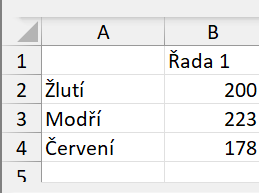 A B
1 Řada 1
2 Žlutí 200
3 Modří 223
4 Červení 178
5